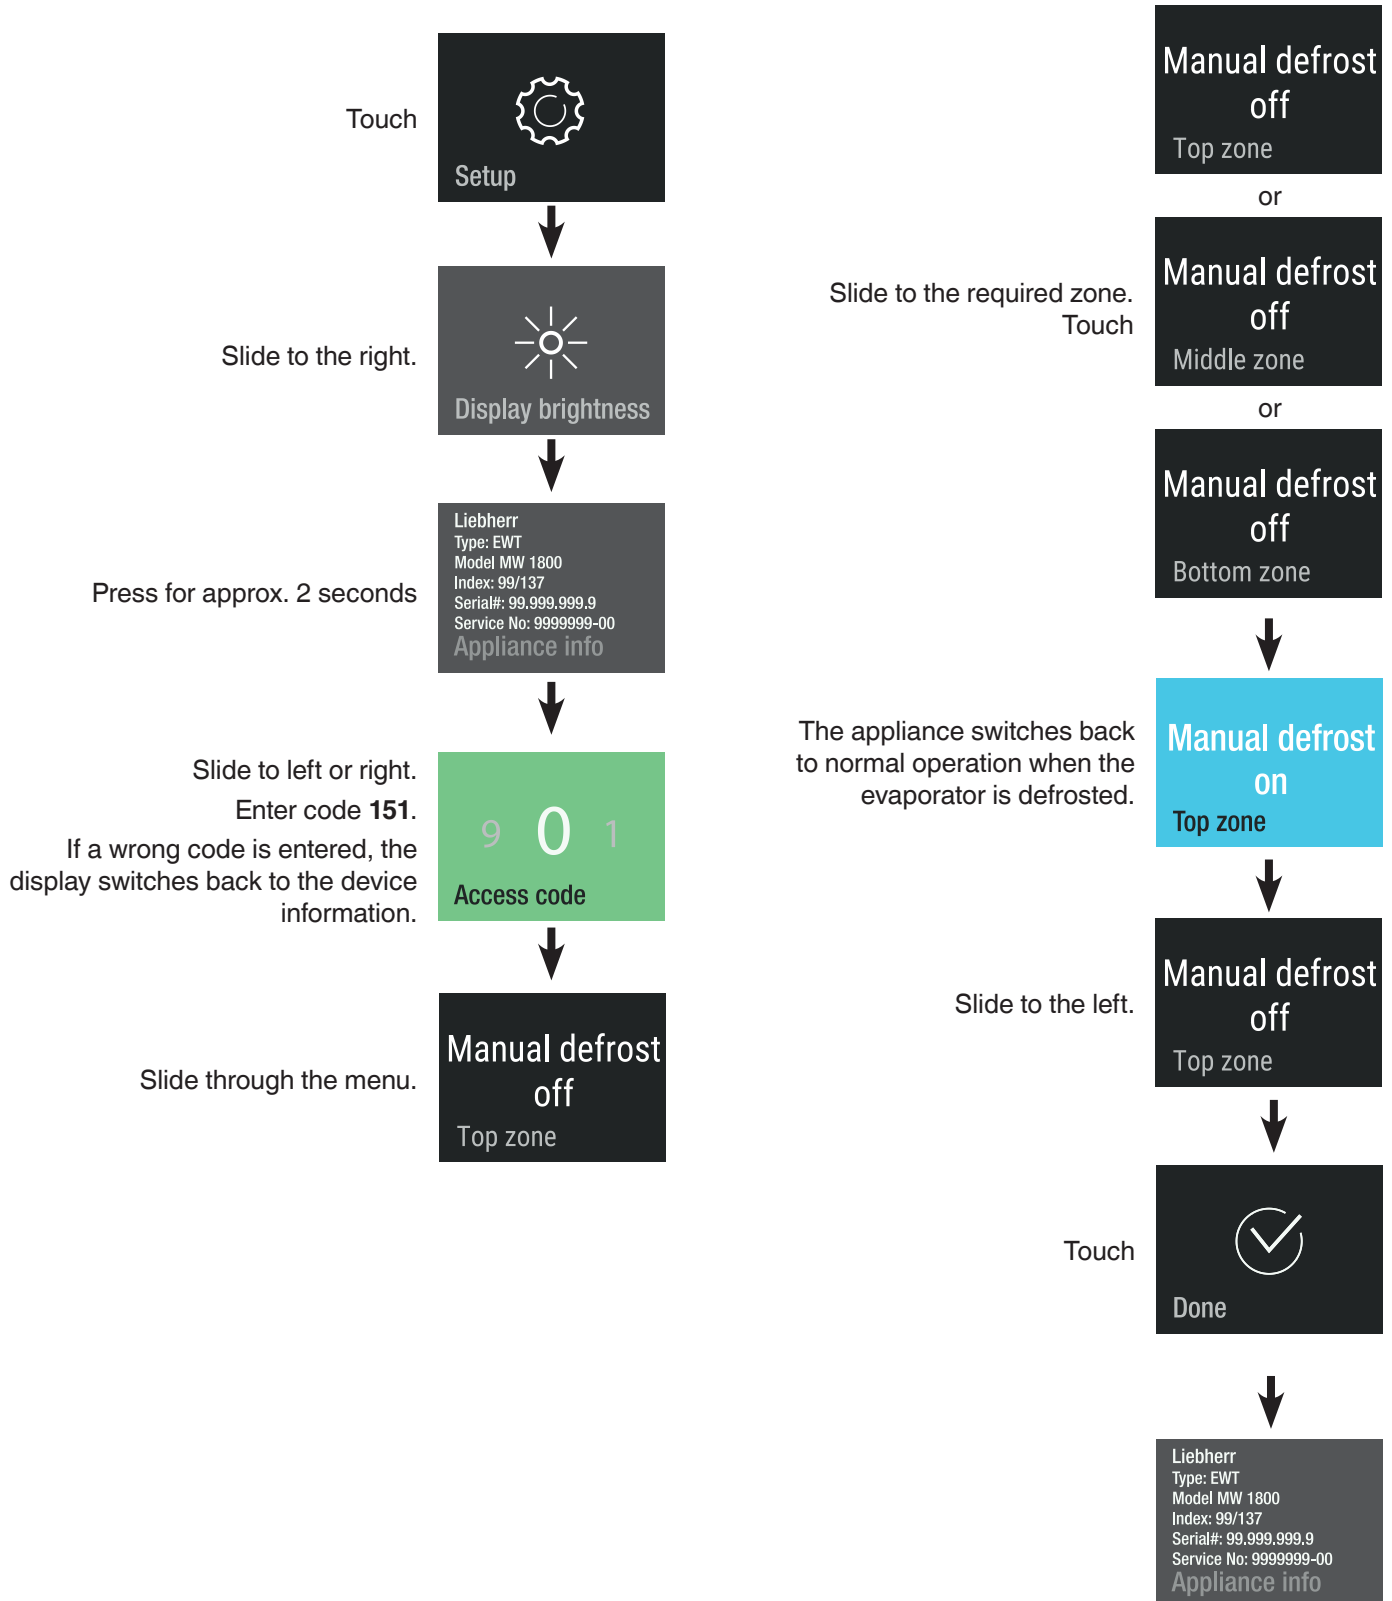 Touch
Setup
Slide to the right.
Display brightness
Press for approx. 2 seconds
Liebherr
Type: EWT
Model MW 1800
Index: 99/137
Serial#: 99.999.999.9
Service No: 9999999-00
Appliance info
Slide to left or right.
Enter code 151.
If a wrong code is entered, the
display switches back to the device
information.
9 0 1
Access code
Slide through the menu.
Manual defrost
off
Top zone
Manual defrost
off
Top zone
or
Slide to the required zone.
Touch
Manual defrost
off
Middle zone
or
Manual defrost
off
Bottom zone
The appliance switches back
to normal operation when the
evaporator is defrosted.
Manual defrost
on
Top zone
Slide to the left.
Manual defrost
off
Top zone
Touch
Done
Liebherr
Type: EWT
Model MW 1800
Index: 99/137
Serial#: 99.999.999.9
Service No: 9999999-00
Appliance info